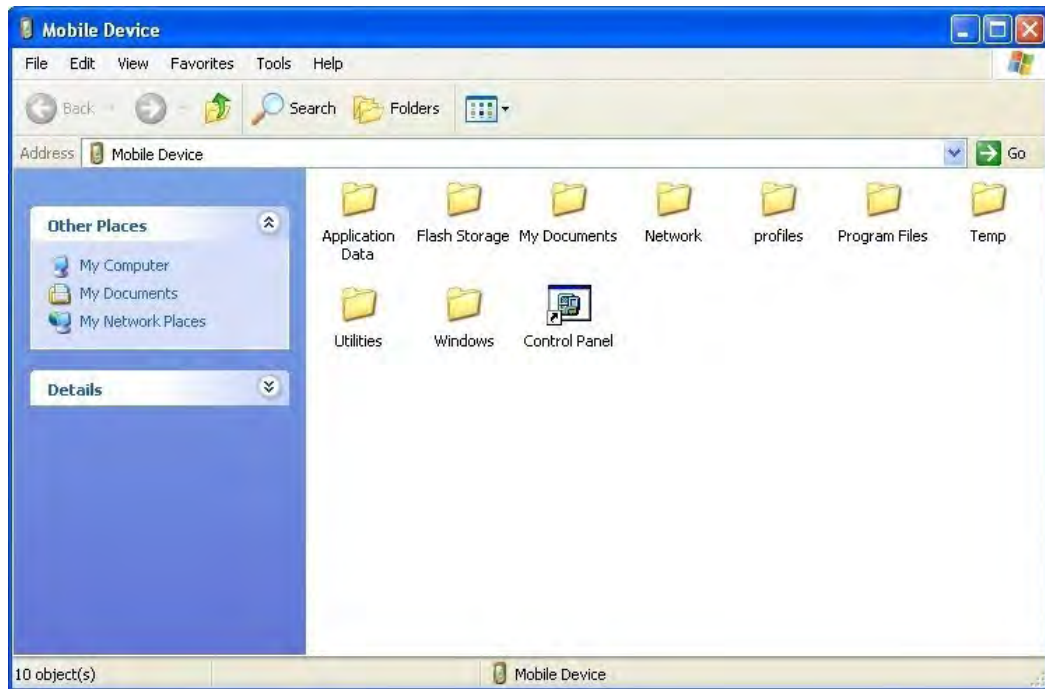 Mobile Device
File Edit View Favorites Tools Help
Back Search Folders
Address Mobile Device Go
Other Places
My Computer
My Documents
My Network Places
Details
Application Data Flash Storage My Documents Network profiles Program Files Temp
Utilities Windows Control Panel
10 object(s) Mobile Device